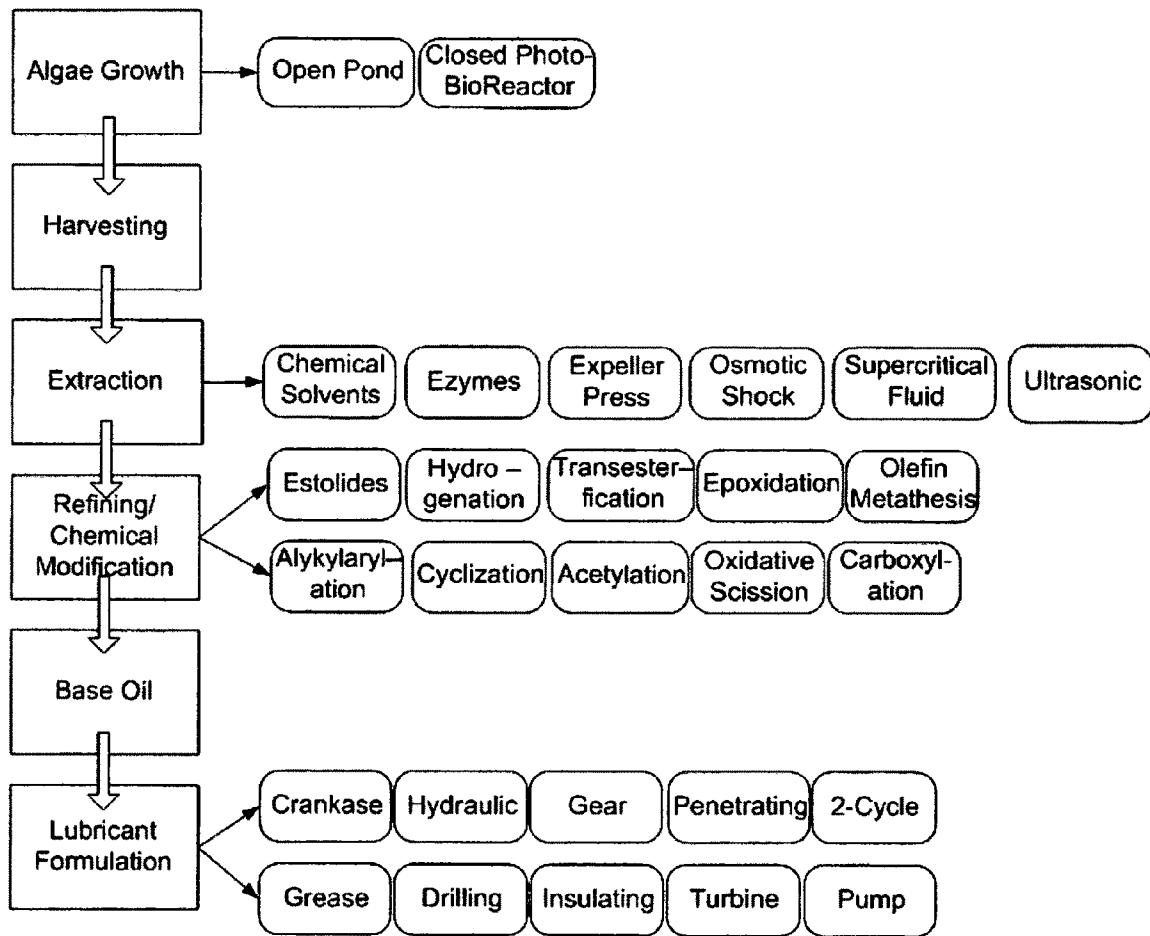 Algae Growth
Open Pond
Closed Photo-
BioReactor
Harvesting
Extraction
Chemical
Solvents
Ezymes
Expeller
Press
Osmotic
Shock
Supercritical
Fluid
Ultrasonic
Refining/
Chemical
Modification
Estolides
Hydro –
genation
Transester–
fication
Epoxidation
Olefin
Metathesis
Alykylaryl–
ation
Cyclization
Acetylation
Oxidative
Scission
Carboxyl-
ation
Base Oil
Lubricant
Formulation
Crankase
Hydraulic
Gear
Penetrating
2-Cycle
Grease
Drilling
Insulating
Turbine
Pump